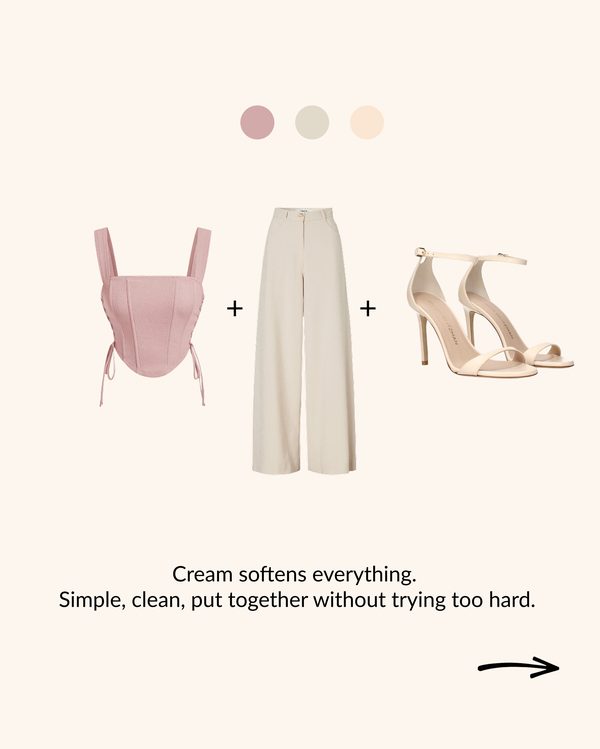 +
+
Cream softens everything.
Simple, clean, put together without trying too hard.